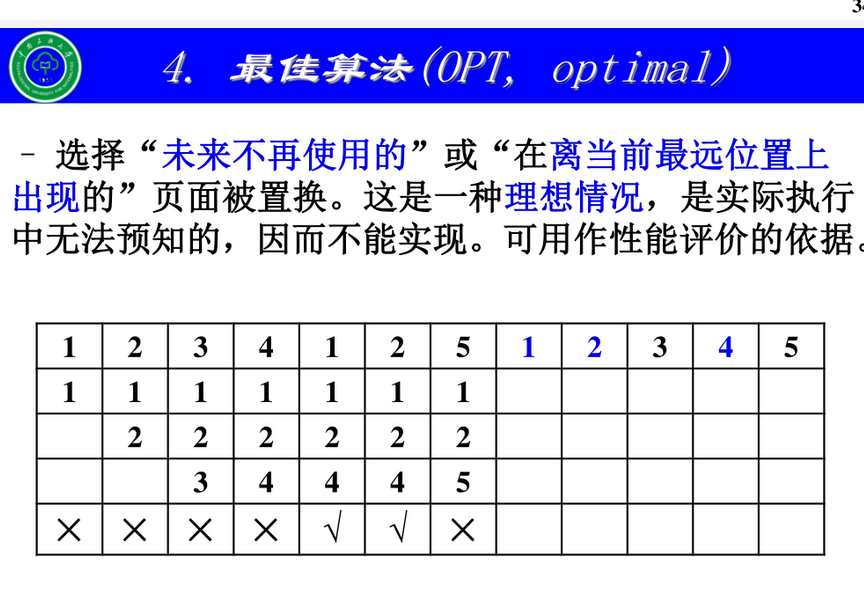 4. 最佳算法(OPT, optimal)
– 选择“未来不再使用的”或“在离当前最远位置上
出现的”页面被置换。这是一种理想情况，是实际执行
中无法预知的，因而不能实现。可用作性能评价的依据。
1 2 3 4 1 2 5 1 2 3 4 5
1 1 1 1 1 1 1
2 2 2 2 2 2
3 4 4 4 5
× × × × √ √ ×